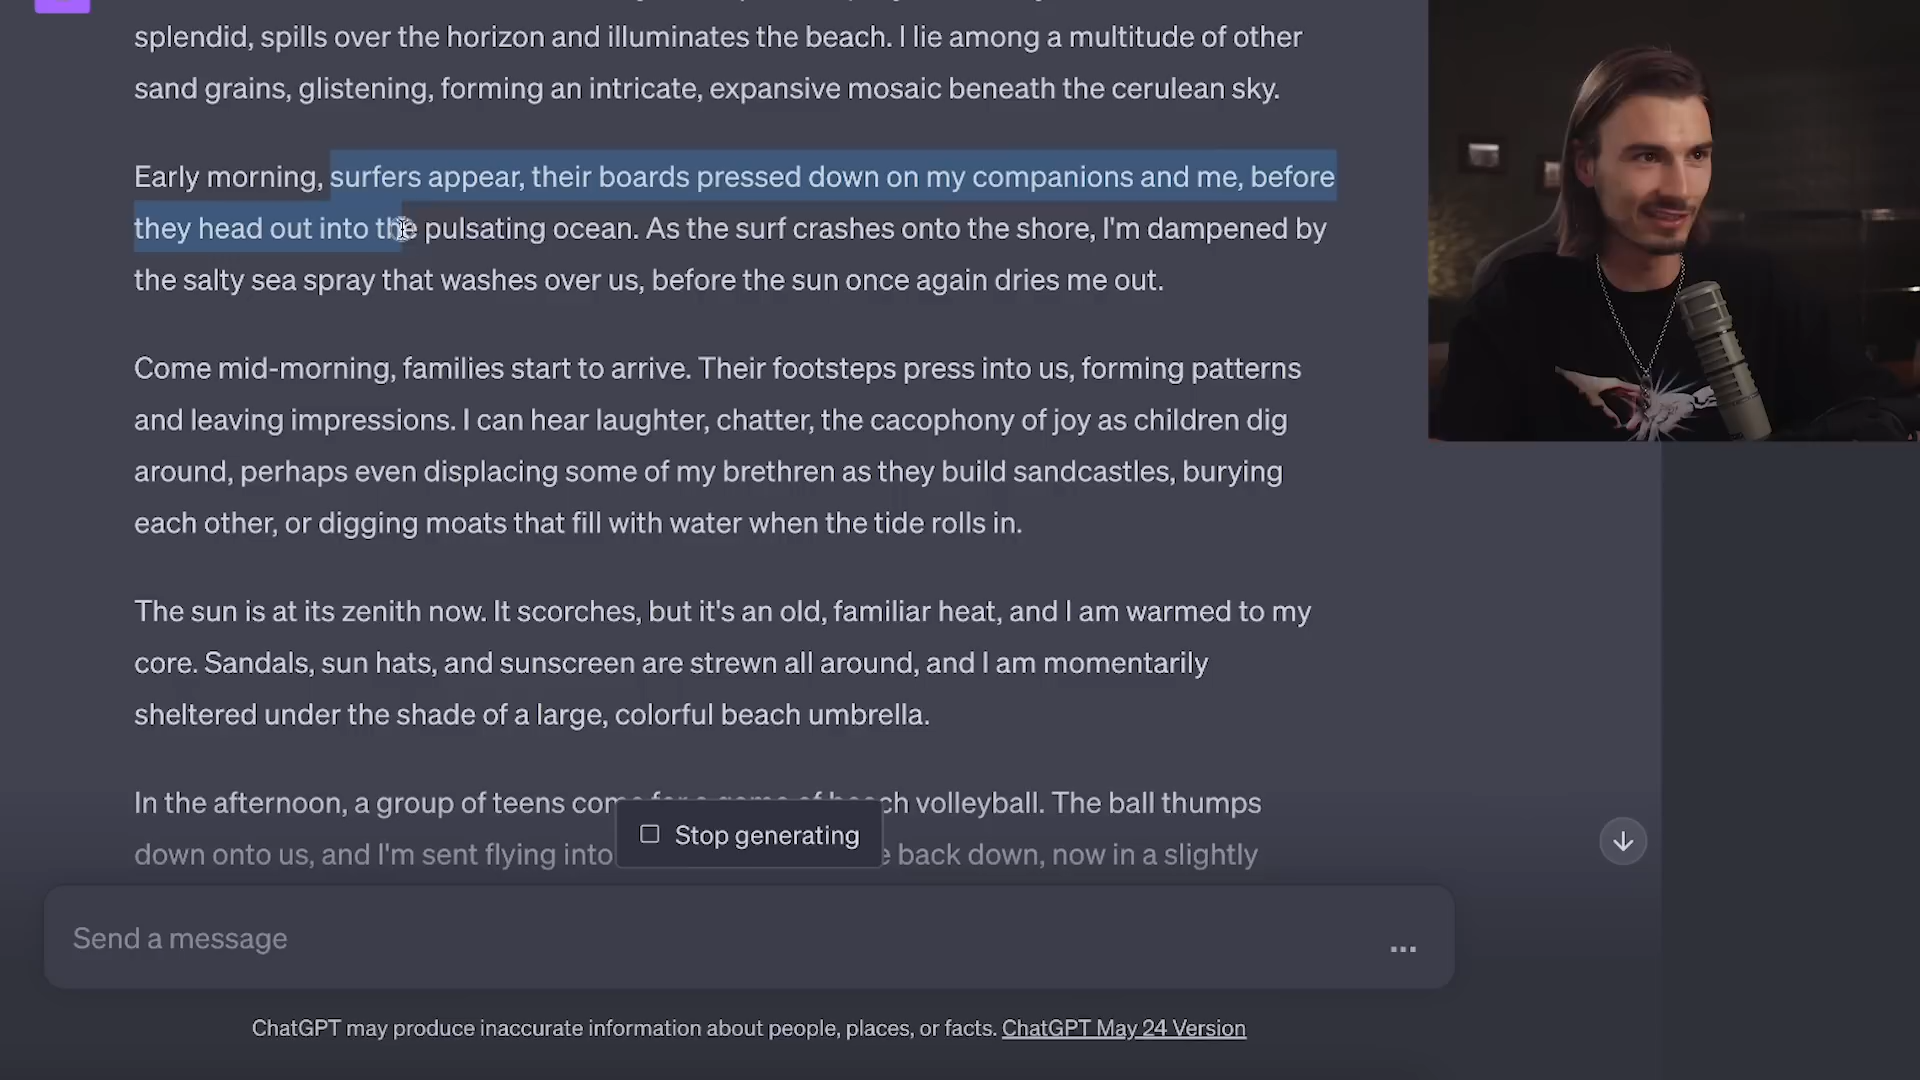 splendid, spills over the horizon and illuminates the beach. I lie among a multitude of other
sand grains, glistening, forming an intricate, expansive mosaic beneath the cerulean sky.
Early morning, surfers appear, their boards pressed down on my companions and me, before
they head out into the pulsating ocean. As the surf crashes onto the shore, I'm dampened by
the salty sea spray that washes over us, before the sun once again dries me out.
Come mid-morning, families start to arrive. Their footsteps press into us, forming patterns
and leaving impressions. I can hear laughter, chatter, the cacophony of joy as children dig
around, perhaps even displacing some of my brethren as they build sandcastles, burying
each other, or digging moats that fill with water when the tide rolls in.
The sun is at its zenith now. It scorches, but it's an old, familiar heat, and I am warmed to my
core. Sandals, sun hats, and sunscreen are strewn all around, and I am momentarily
sheltered under the shade of a large, colorful beach umbrella.
In the afternoon, a group of teens come for a game of beach volleyball. The ball thumps
down onto us, and I'm sent flying into back down, now in a slightly
Stop generating
Send a message
ChatGPT may produce inaccurate information about people, places, or facts. ChatGPT May 24 Version